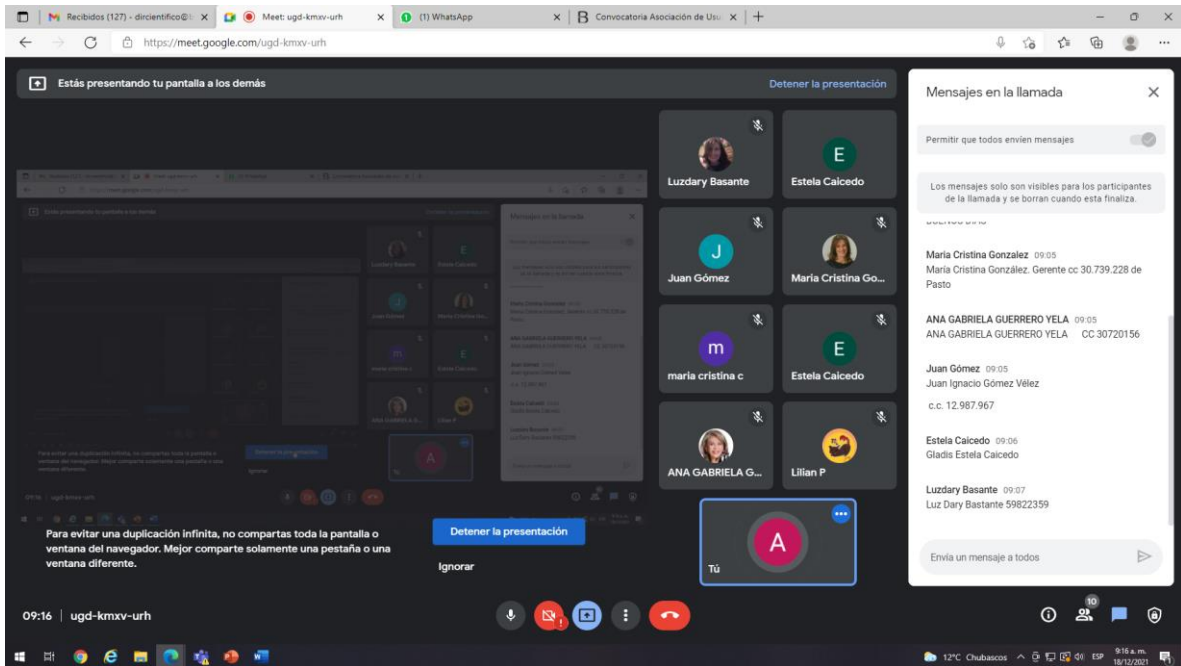 Recibidos (127) - dircientifico@
Meet: ugd-kmxv-urh
(1) WhatsApp
Convocatoria Asociación de Usu
https://meet.google.com/ugd-kmxv-urh
Estás presentando tu pantalla a los demás
Detener la presentación
Luzdary Basante
E
Estela Caicedo
J
Juan Gómez
Maria Cristina Go...
m
maria cristina c
E
Estela Caicedo
ANA GABRIELA G...
Lilian P
A
Tú
Para evitar una duplicación infinita, no compartas toda la pantalla o
ventana del navegador. Mejor comparte solamente una pestaña o una
ventana diferente.
Detener la presentación
Ignorar
Mensajes en la llamada
Permitir que todos envíen mensajes
Los mensajes solo son visibles para los participantes
de la llamada y se borran cuando esta finaliza.
Maria Cristina Gonzalez 09:05
María Cristina González. Gerente cc 30.739.228 de
Pasto
ANA GABRIELA GUERRERO YELA 09:05
ANA GABRIELA GUERRERO YELA CC 30720156
Juan Gómez 09:05
Juan Ignacio Gómez Vélez
c.c. 12.987.967
Estela Caicedo 09:06
Gladis Estela Caicedo
Luzdary Basante 09:07
Luz Dary Bastante 59822359
Envía un mensaje a todos
09:16 | ugd-kmxv-urh
10
12°C Chubascos
ESP
9:16 a. m.
18/12/2021